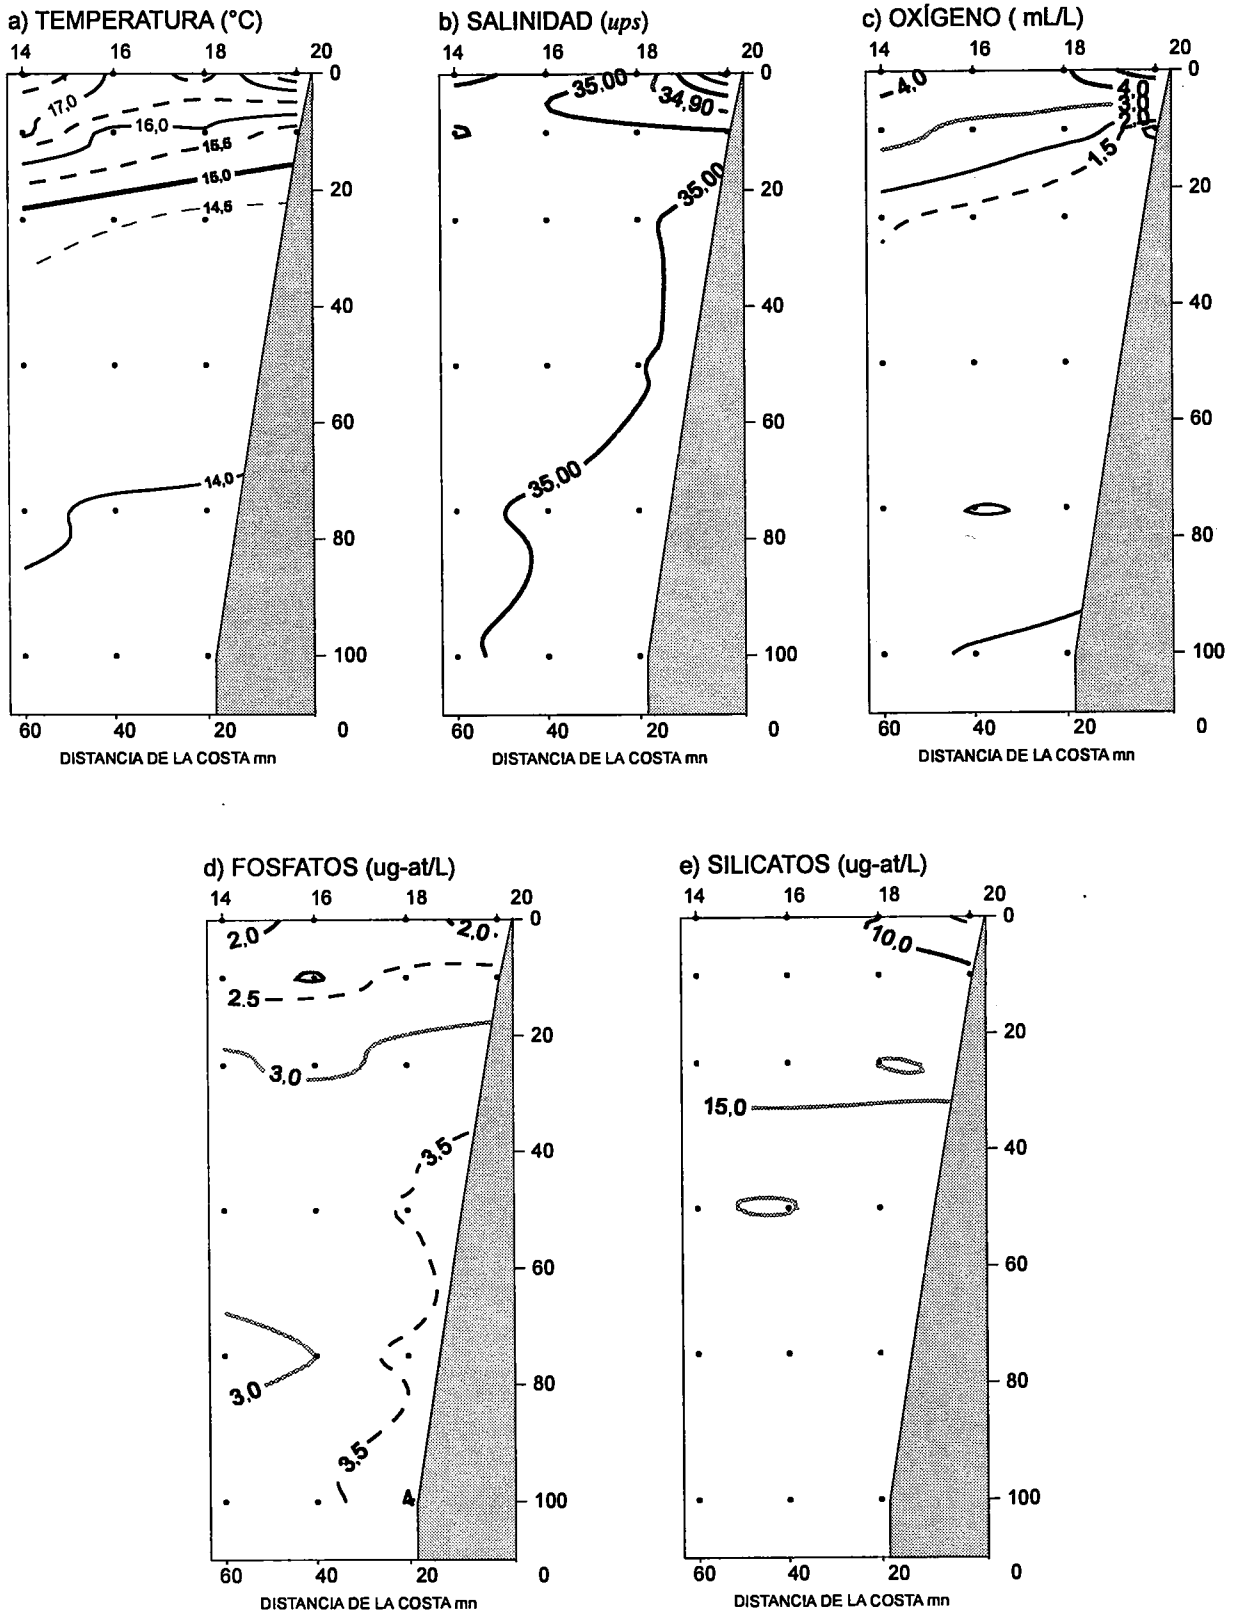 a) TEMPERATURA (°C)
14 16 18 20
0
17,0
16,0
15,5
15,0
20
14,5
40
60
14,0
80
100
60 40 20 0
DISTANCIA DE LA COSTA mn
b) SALINIDAD (ups)
14 16 18 20
0
35,00
34,90
35,00
20
40
60
35,00
80
100
60 40 20 0
DISTANCIA DE LA COSTA mn
c) OXÍGENO ( mL/L)
14 16 18 20
0
4,0
4,0
3,0
2,0
1,5
20
40
60
80
100
60 40 20 0
DISTANCIA DE LA COSTA mn
d) FOSFATOS (ug-at/L)
14 16 18 20
0
2,0
2,0
2.5
20
3,0
3,5
40
60
3,0
80
3,5
4
100
60 40 20 0
DISTANCIA DE LA COSTA mn
e) SILICATOS (ug-at/L)
14 16 18 20
0
10,0
20
15,0
40
60
80
100
60 40 20 0
DISTANCIA DE LA COSTA mn